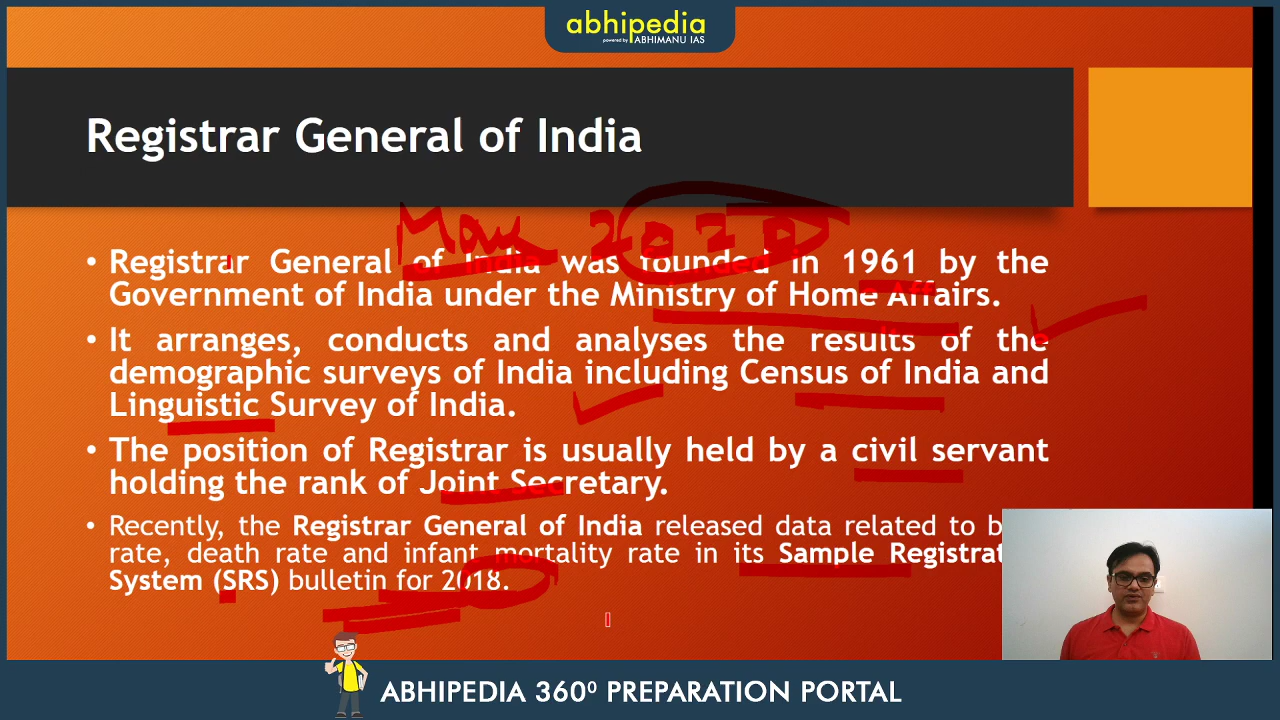 abhipedia
powered by ABHIMANU IAS
Registrar General of India
May 2020
• Registrar General of India was founded in 1961 by the
Government of India under the Ministry of Home Affairs.
• It arranges, conducts and analyses the results of the
demographic surveys of India including Census of India and
Linguistic Survey of India.
• The position of Registrar is usually held by a civil servant
holding the rank of Joint Secretary.
• Recently, the Registrar General of India released data related to b
rate, death rate and infant mortality rate in its Sample Registrat
System (SRS) bulletin for 2018.
ABHIPEDIA 360⁰ PREPARATION PORTAL